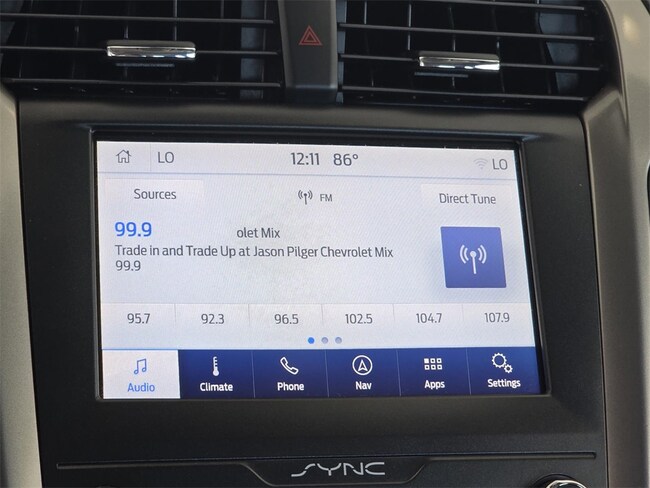 LO 12:11 86° LO
Sources FM Direct Tune
99.9 olet Mix
Trade in and Trade Up at Jason Pilger Chevrolet Mix
99.9
95.7 92.3 96.5 102.5 104.7 107.9
Audio Climate Phone Nav Apps Settings
SYNC